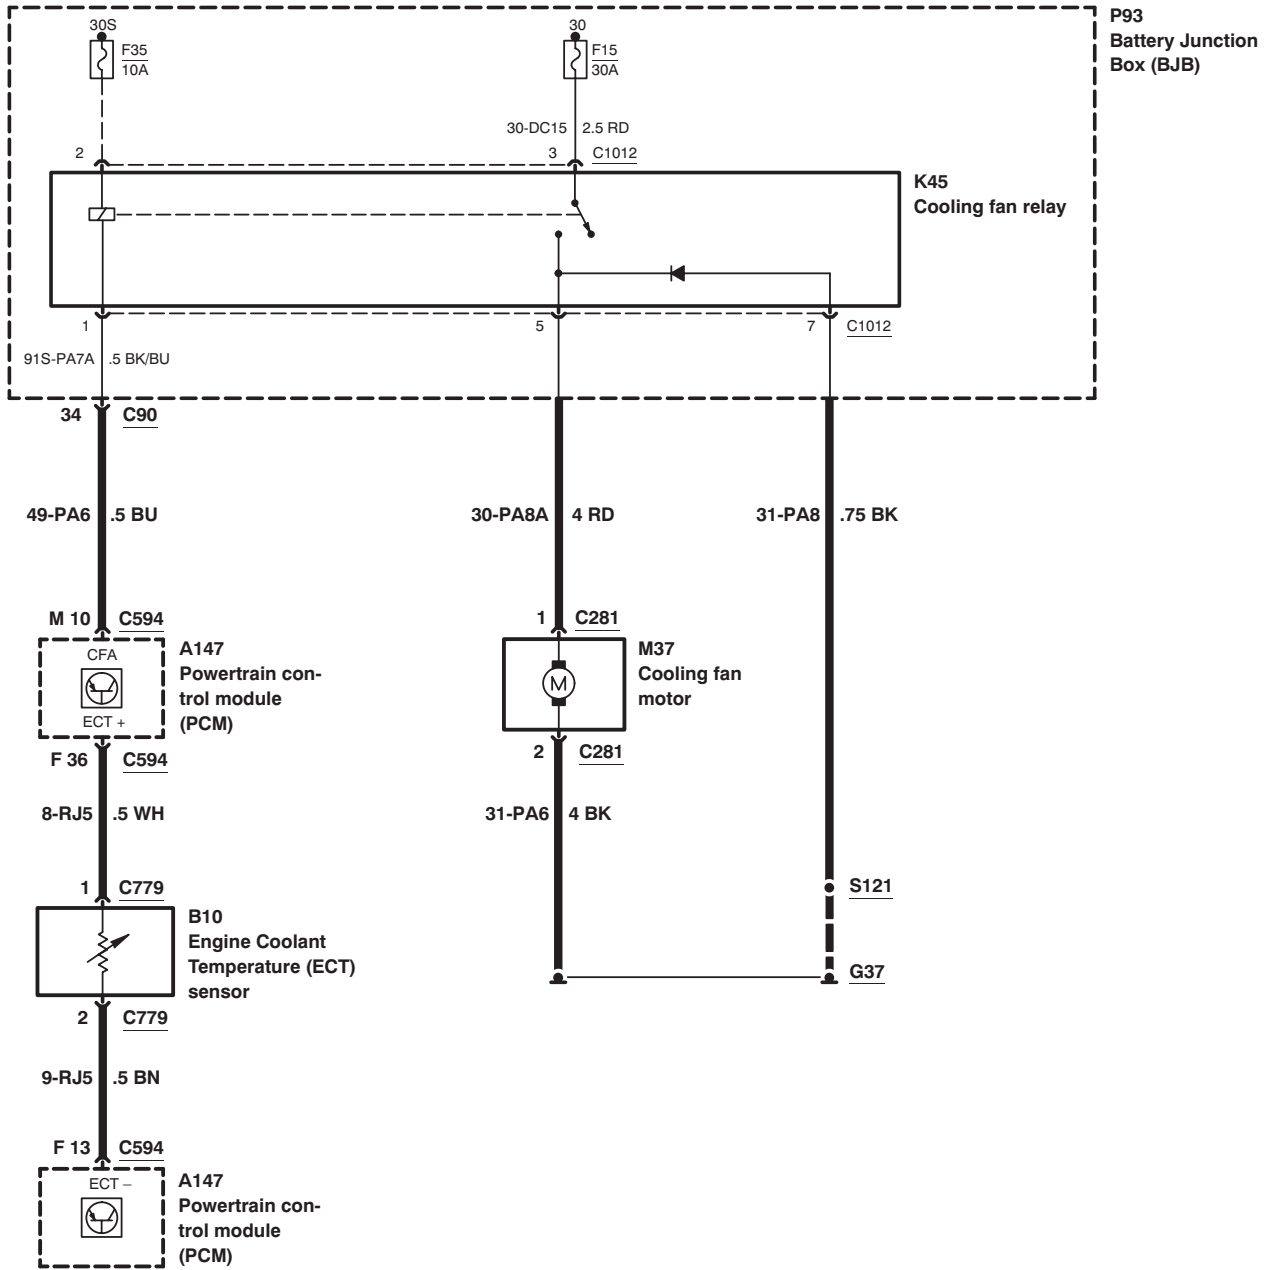 P93
Battery Junction
Box (BJB)
30S
F35
10A
30
F15
30A
30-DC15 2.5 RD
2
3 C1012
K45
Cooling fan relay
1
5
7 C1012
91S-PA7A .5 BK/BU
34 C90
49-PA6 .5 BU
30-PA8A 4 RD
31-PA8 .75 BK
M 10 C594
CFA
ECT +
A147
Powertrain con-
trol module
(PCM)
1 C281
M
M37
Cooling fan
motor
F 36 C594
2 C281
8-RJ5 .5 WH
31-PA6 4 BK
1 C779
S121
B10
Engine Coolant
Temperature (ECT)
sensor
G37
2 C779
9-RJ5 .5 BN
F 13 C594
ECT –
A147
Powertrain con-
trol module
(PCM)